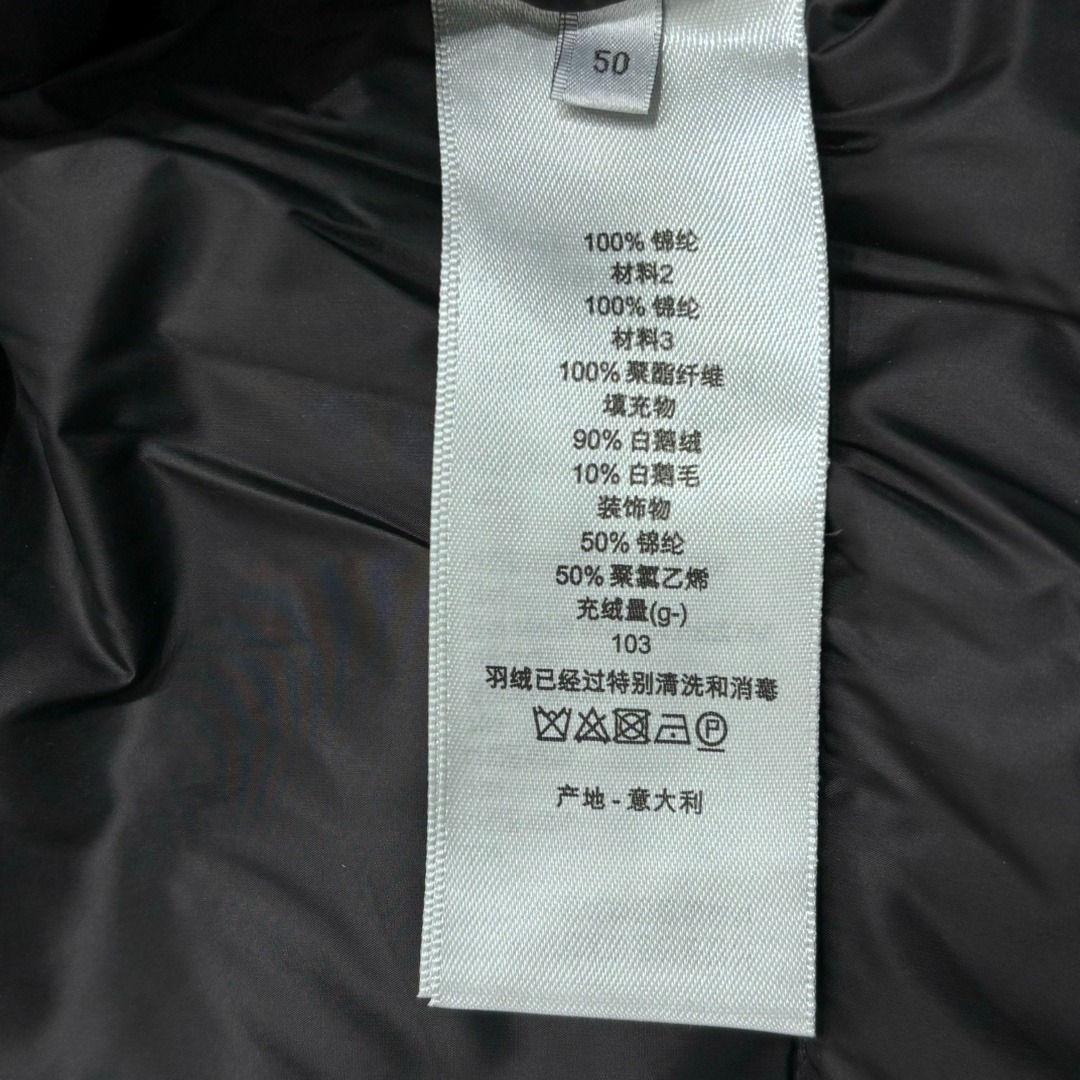 50
100% 锦纶
材料2
100% 锦纶
材料3
100% 聚酯纤维
填充物
90% 白鹅绒
10% 白鹅毛
装饰物
50% 锦纶
50% 聚氯乙烯
充绒量(g-)
103
羽绒已经过特别清洗和消毒
P
产地 - 意大利